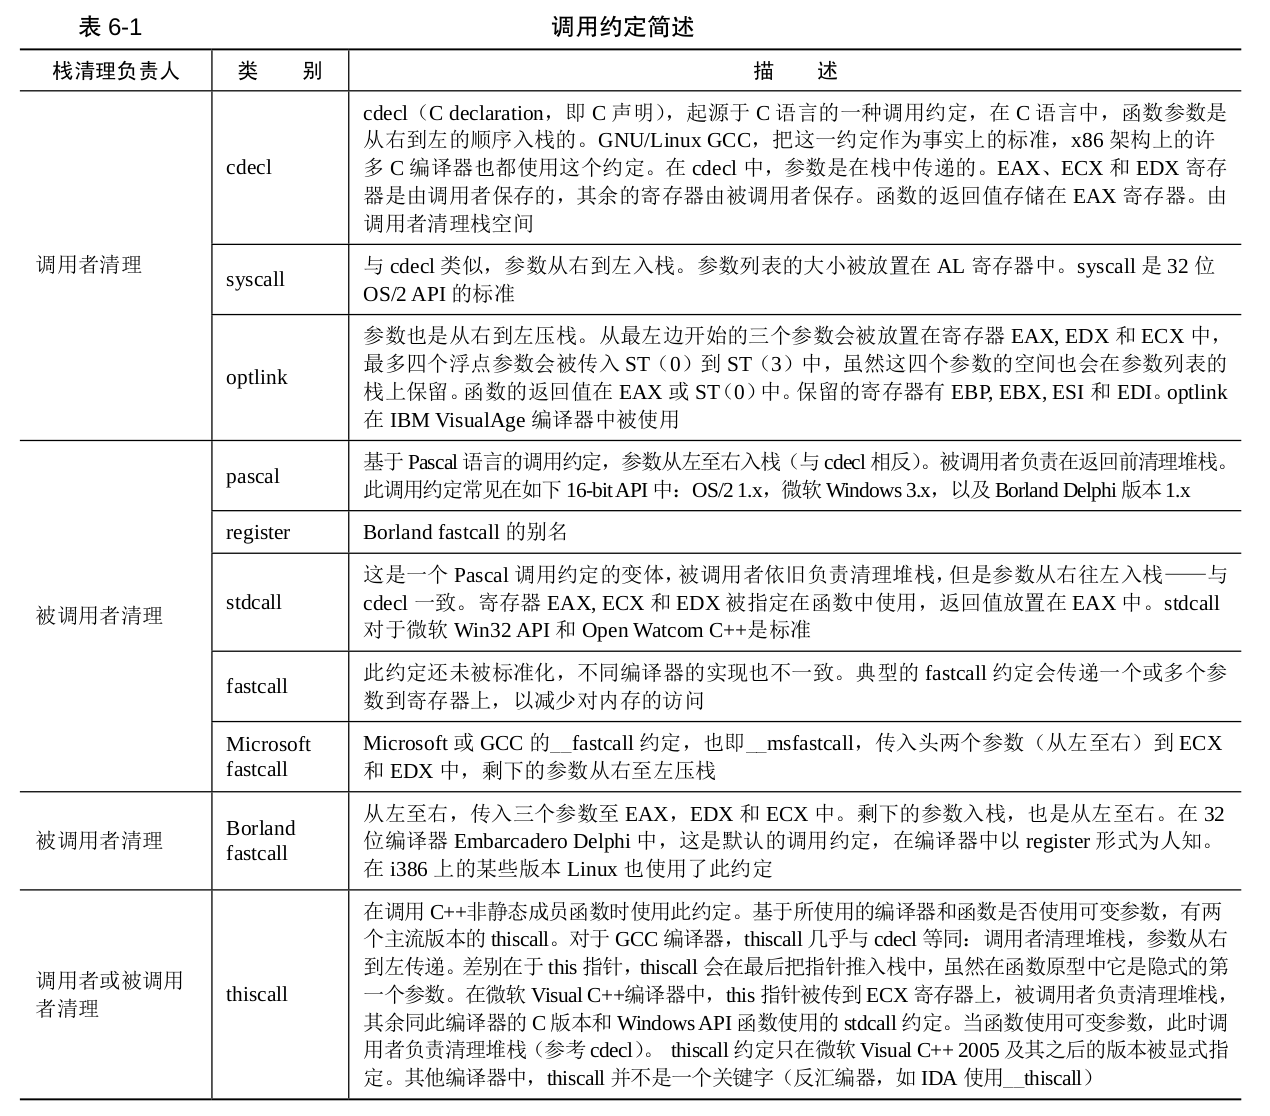 表 6-1 调用约定简述
栈清理负责人 类 别 描 述
调用者清理
cdecl
cdecl（C declaration，即 C 声明），起源于 C 语言的一种调用约定，在 C 语言中，函数参数是
从右到左的顺序入栈的。GNU/Linux GCC，把这一约定作为事实上的标准，x86 架构上的许
多 C 编译器也都使用这个约定。在 cdecl 中，参数是在栈中传递的。EAX、ECX 和 EDX 寄存
器是由调用者保存的，其余的寄存器由被调用者保存。函数的返回值存储在 EAX 寄存器。由
调用者清理栈空间
syscall
与 cdecl 类似，参数从右到左入栈。参数列表的大小被放置在 AL 寄存器中。syscall 是 32 位
OS/2 API 的标准
optlink
参数也是从右到左压栈。从最左边开始的三个参数会被放置在寄存器 EAX, EDX 和 ECX 中，
最多四个浮点参数会被传入 ST（0）到 ST（3）中，虽然这四个参数的空间也会在参数列表的
栈上保留。函数的返回值在 EAX 或 ST（0）中。保留的寄存器有 EBP, EBX, ESI 和 EDI。optlink
在 IBM VisualAge 编译器中被使用
被调用者清理
pascal
基于 Pascal 语言的调用约定，参数从左至右入栈（与 cdecl 相反）。被调用者负责在返回前清理堆栈。
此调用约定常见在如下 16-bit API 中：OS/2 1.x，微软 Windows 3.x，以及 Borland Delphi 版本 1.x
register
Borland fastcall 的别名
stdcall
这是一个 Pascal 调用约定的变体，被调用者依旧负责清理堆栈，但是参数从右往左入栈——与
cdecl 一致。寄存器 EAX, ECX 和 EDX 被指定在函数中使用，返回值放置在 EAX 中。stdcall
对于微软 Win32 API 和 Open Watcom C++是标准
fastcall
此约定还未被标准化，不同编译器的实现也不一致。典型的 fastcall 约定会传递一个或多个参
数到寄存器上，以减少对内存的访问
Microsoft
fastcall
Microsoft 或 GCC 的__fastcall 约定，也即__msfastcall，传入头两个参数（从左至右）到 ECX
和 EDX 中，剩下的参数从右至左压栈
被调用者清理
Borland
fastcall
从左至右，传入三个参数至 EAX，EDX 和 ECX 中。剩下的参数入栈，也是从左至右。在 32
位编译器 Embarcadero Delphi 中，这是默认的调用约定，在编译器中以 register 形式为人知。
在 i386 上的某些版本 Linux 也使用了此约定
调用者或被调用
者清理
thiscall
在调用 C++非静态成员函数时使用此约定。基于所使用的编译器和函数是否使用可变参数，有两
个主流版本的 thiscall。对于 GCC 编译器，thiscall 几乎与 cdecl 等同：调用者清理堆栈，参数从右
到左传递。差别在于 this 指针，thiscall 会在最后把指针推入栈中，虽然在函数原型中它是隐式的第
一个参数。在微软 Visual C++编译器中，this 指针被传到 ECX 寄存器上，被调用者负责清理堆栈，
其余同此编译器的 C 版本和 Windows API 函数使用的 stdcall 约定。当函数使用可变参数，此时调
用者负责清理堆栈（参考 cdecl）。 thiscall 约定只在微软 Visual C++ 2005 及其之后的版本被显式指
定。其他编译器中，thiscall 并不是一个关键字（反汇编器，如 IDA 使用__thiscall）